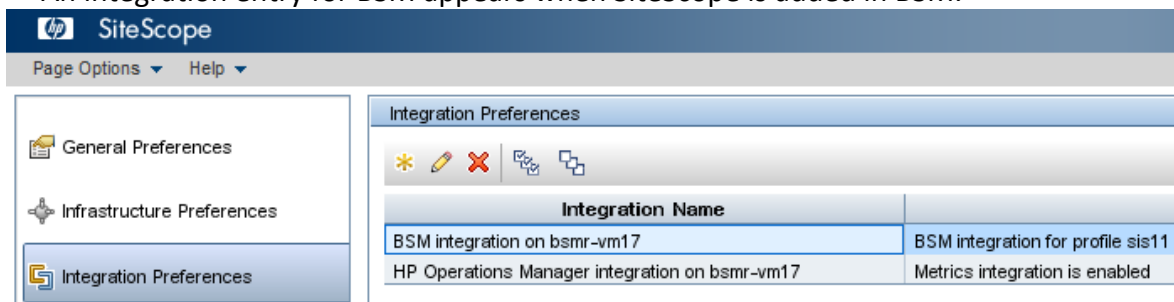 An integration entry for BSM appears when SiteScope is added in BSM.
hp SiteScope
Page Options Help
Integration Preferences
General Preferences
Infrastructure Preferences
Integration Name
BSM integration on bsmr-vm17 BSM integration for profile sis11
Integration Preferences
HP Operations Manager integration on bsmr-vm17 Metrics integration is enabled